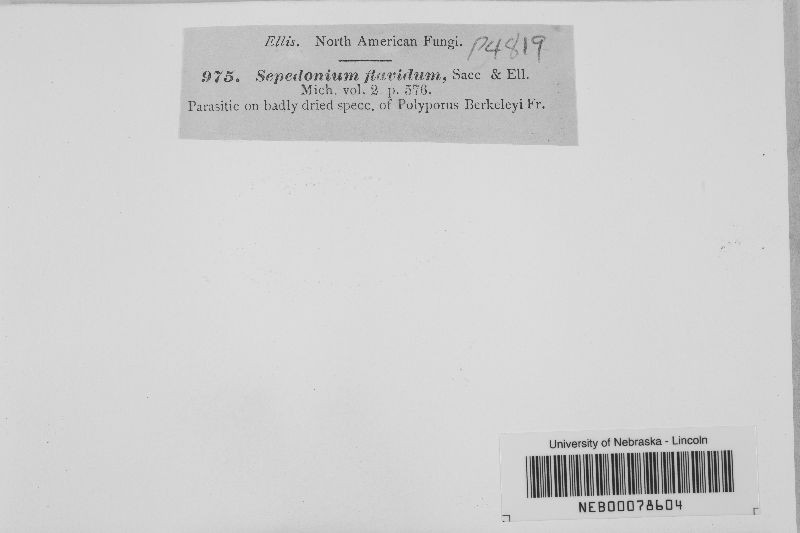 Ellis. North American Fungi. P4819
975. Sepedonium flavidum, Sacc & Ell.
Mich. vol. 2 p. 576.
Parasitic on badly dried specc. of Polyporus Berkeleyi Fr.
University of Nebraska - Lincoln
NEB00078604